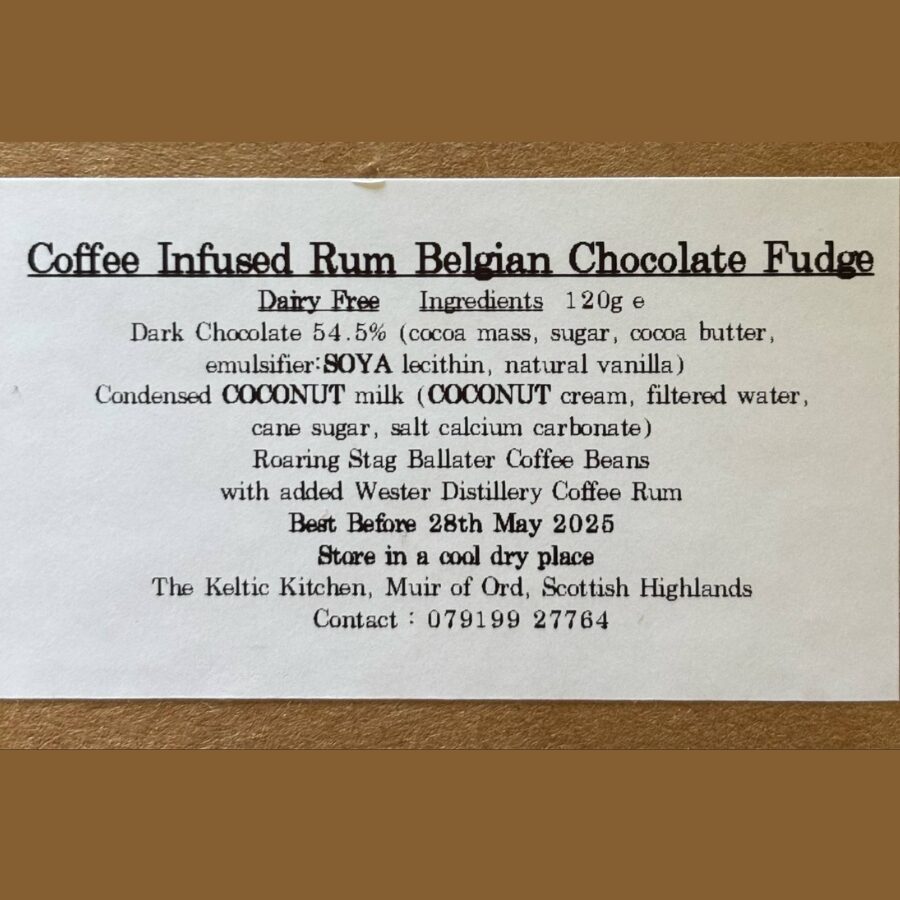 Coffee Infused Rum Belgian Chocolate Fudge
Dairy Free Ingredients 120g e
Dark Chocolate 54.5% (cocoa mass, sugar, cocoa butter,
emulsifier:SOYA lecithin, natural vanilla)
Condensed COCONUT milk (COCONUT cream, filtered water,
cane sugar, salt calcium carbonate)
Roaring Stag Ballater Coffee Beans
with added Wester Distillery Coffee Rum
Best Before 28th May 2025
Store in a cool dry place
The Keltic Kitchen, Muir of Ord, Scottish Highlands
Contact : 079199 27764